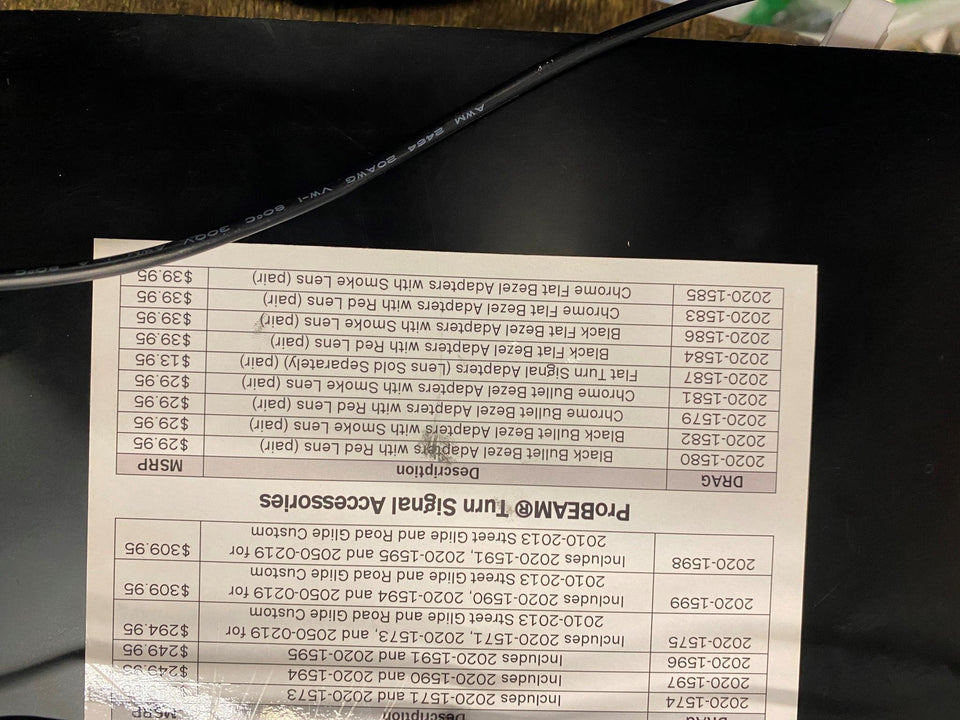 DRAG Description MSRP
2020-1574 Includes 2020-1571 and 2020-1573
2020-1597 Includes 2020-1590 and 2020-1594 $249.95
2020-1596 Includes 2020-1591 and 2020-1595 $249.95
2020-1575 Includes 2020-1571, 2020-1573, and 2050-0219 for $294.95
2010-2013 Street Glide and Road Glide Custom
2020-1599 Includes 2020-1590, 2020-1594 and 2050-0219 for $309.95
2010-2013 Street Glide and Road Glide Custom
2020-1598 Includes 2020-1591, 2020-1595 and 2050-0219 for $309.95
2010-2013 Street Glide and Road Glide Custom
ProBEAM® Turn Signal Accessories
DRAG Description MSRP
2020-1580 Black Bullet Bezel Adapters with Red Lens (pair) $29.95
2020-1582 Black Bullet Bezel Adapters with Smoke Lens (pair) $29.95
2020-1579 Chrome Bullet Bezel Adapters with Red Lens (pair) $29.95
2020-1581 Chrome Bullet Bezel Adapters with Smoke Lens (pair) $29.95
2020-1587 Flat Turn Signal Adapters (Lens Sold Separately) (pair) $13.95
2020-1584 Black Flat Bezel Adapters with Red Lens (pair) $39.95
2020-1586 Black Flat Bezel Adapters with Smoke Lens (pair) $39.95
2020-1583 Chrome Flat Bezel Adapters with Red Lens (pair) $39.95
2020-1585 Chrome Flat Bezel Adapters with Smoke Lens (pair) $39.95
AWM 2464 20AWG VW-1 80°C 300V